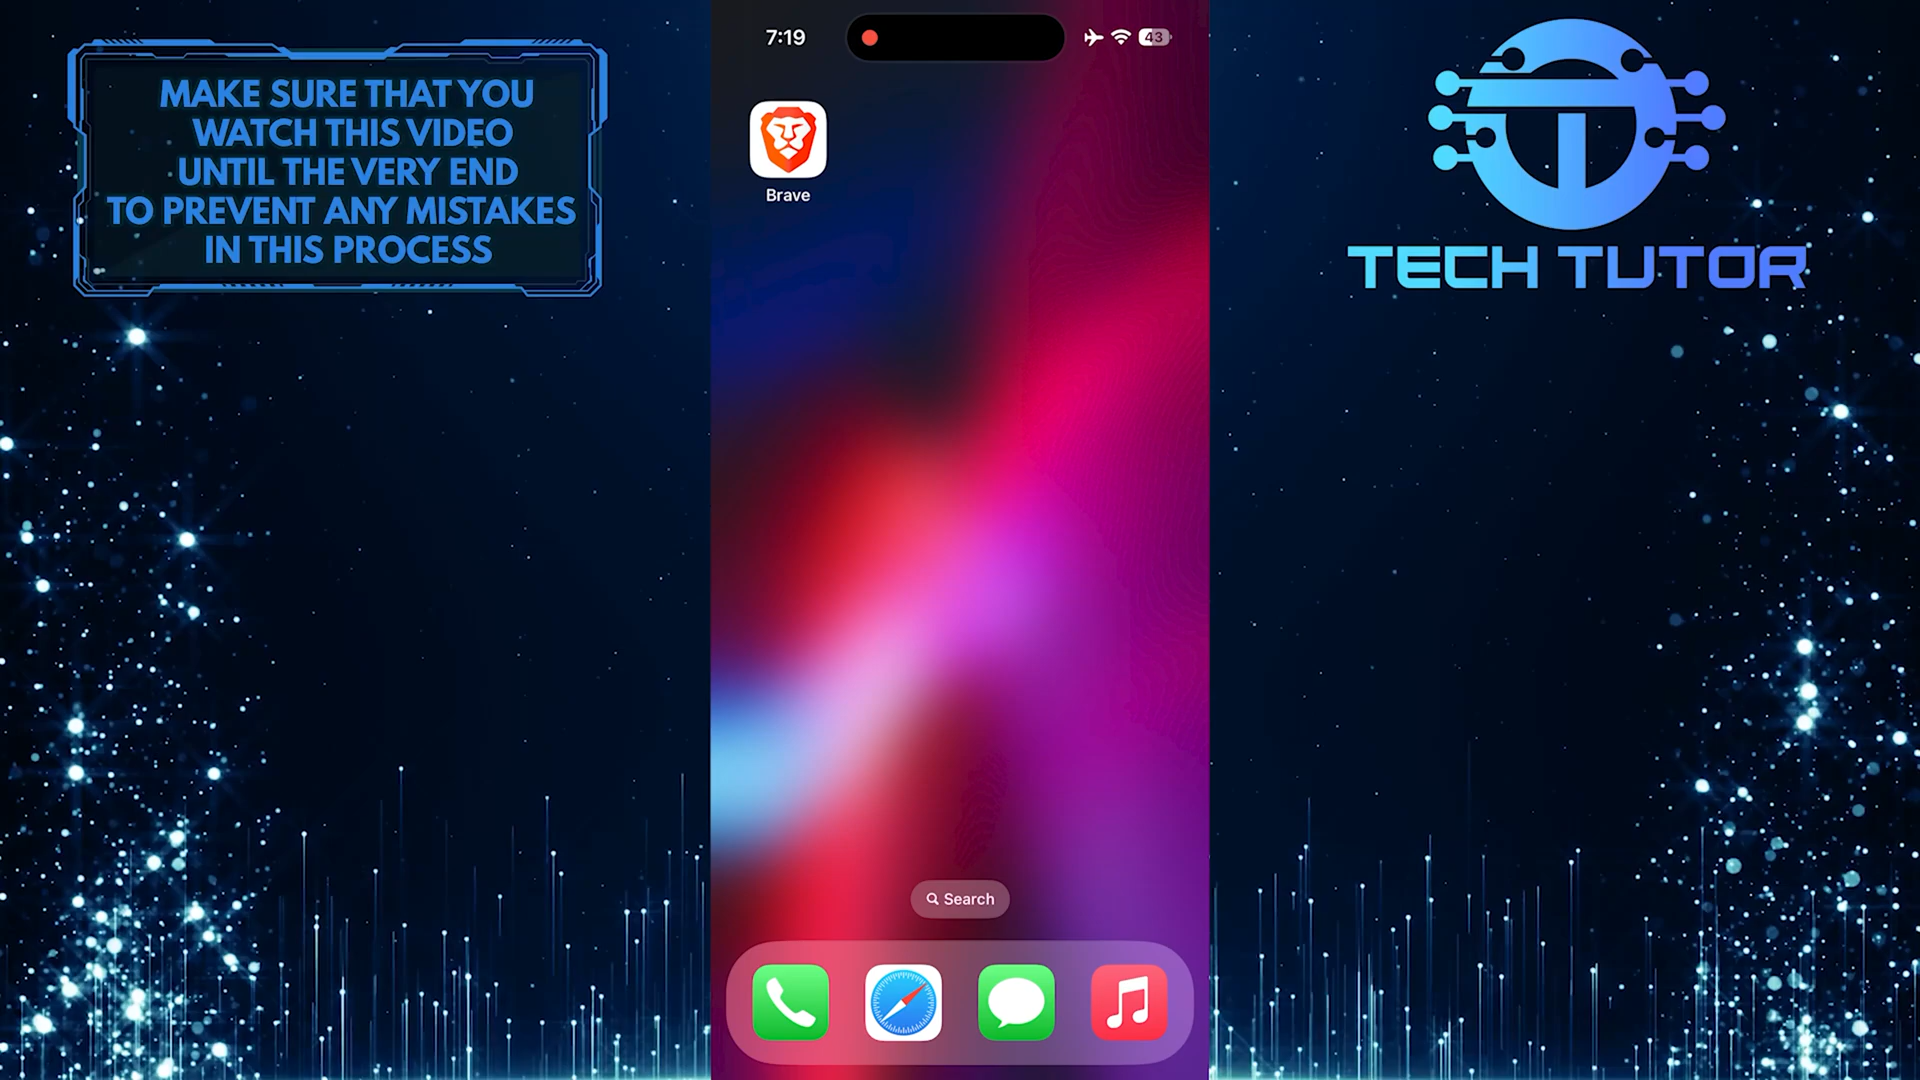 MAKE SURE THAT YOU
WATCH THIS VIDEO
UNTIL THE VERY END
TO PREVENT ANY MISTAKES
IN THIS PROCESS
7:19
43
Brave
Search
TECH TUTOR